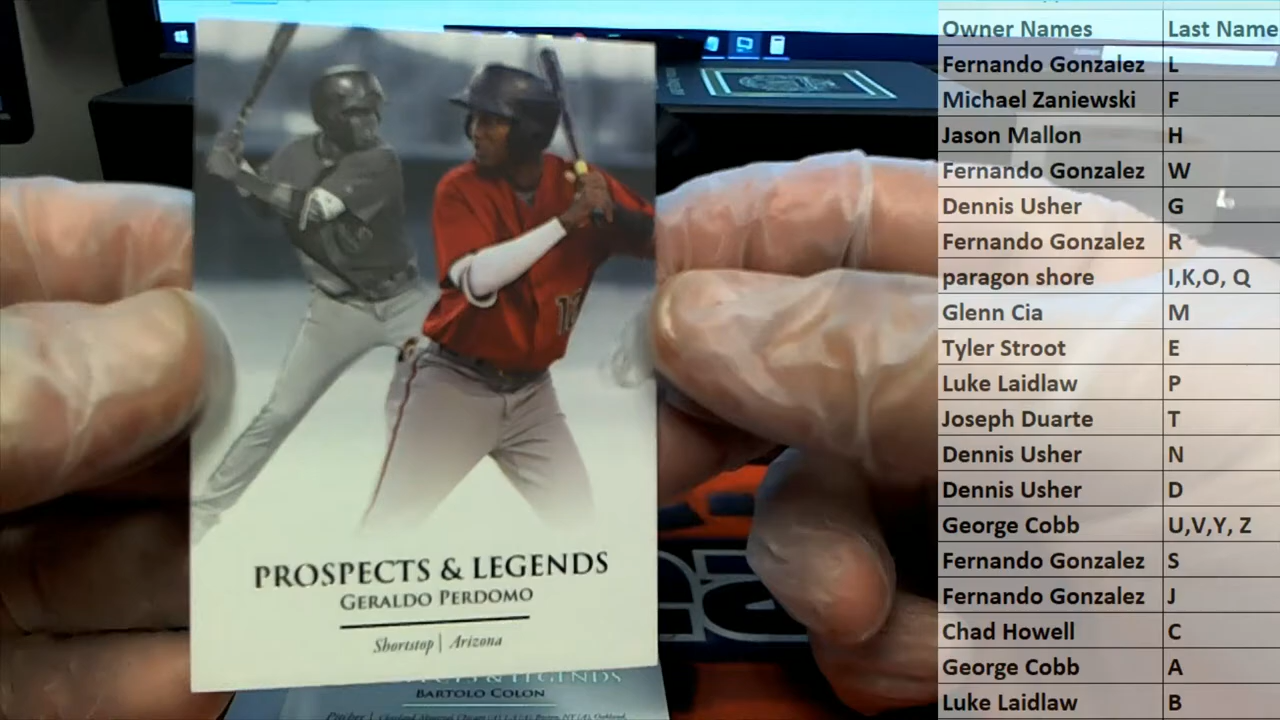 PROSPECTS & LEGENDS
GERALDO PERDOMO
Shortstop | Arizona
& LEGENDS
BARTOLO COLON
Owner Names Last Name
Fernando Gonzalez L
Michael Zaniewski F
Jason Mallon H
Fernando Gonzalez W
Dennis Usher G
Fernando Gonzalez R
paragon shore I,K,O, Q
Glenn Cia M
Tyler Stroot E
Luke Laidlaw P
Joseph Duarte T
Dennis Usher N
Dennis Usher D
George Cobb U,V,Y, Z
Fernando Gonzalez S
Fernando Gonzalez J
Chad Howell C
George Cobb A
Luke Laidlaw B